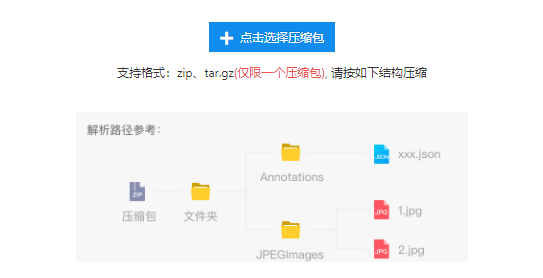 点击选择压缩包
支持格式：zip、tar.gz(仅限一个压缩包), 请按如下结构压缩
解析路径参考：
JSON
xxx.json
Annotations
ZIP
压缩包
文件夹
JPG
1.jpg
JPEGImages
JPG
2.jpg